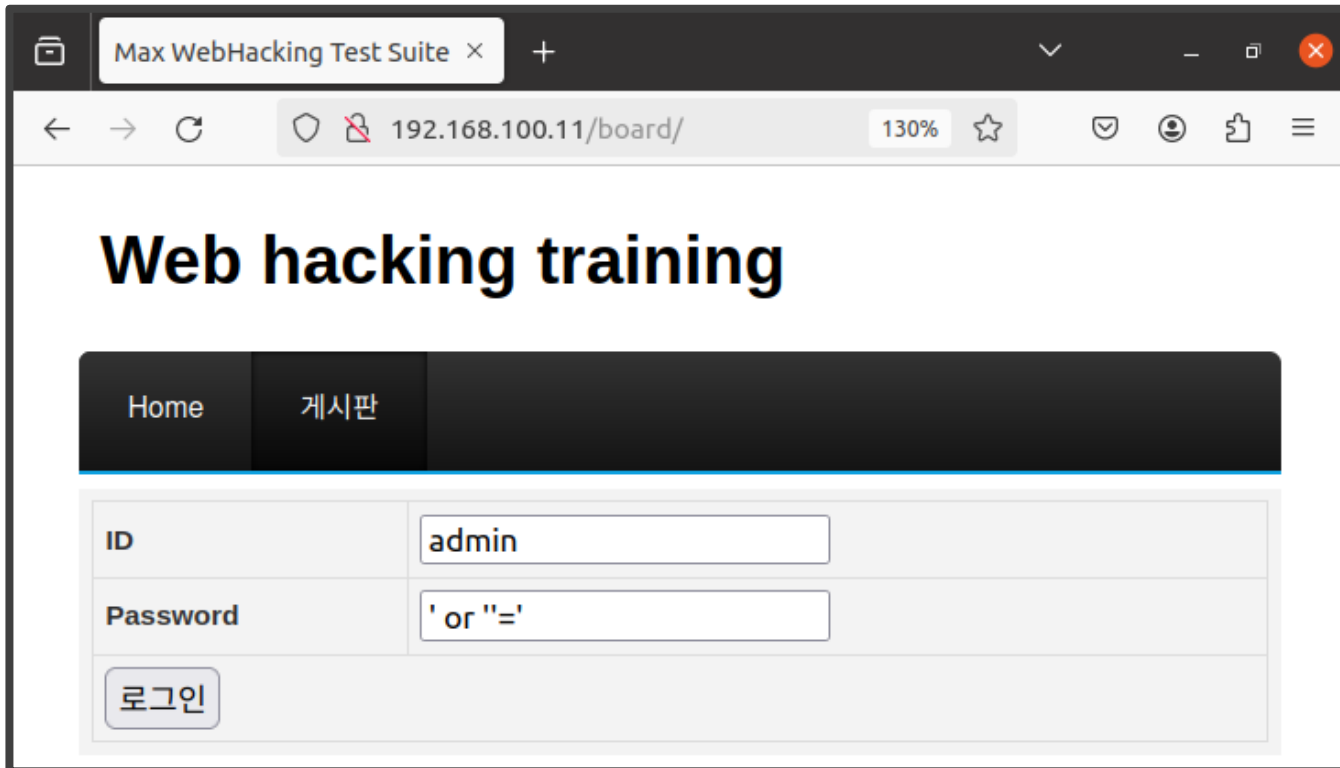 Max WebHacking Test Suite
192.168.100.11/board/ 130%
Web hacking training
Home 게시판
ID admin
Password ' or ''='
로그인